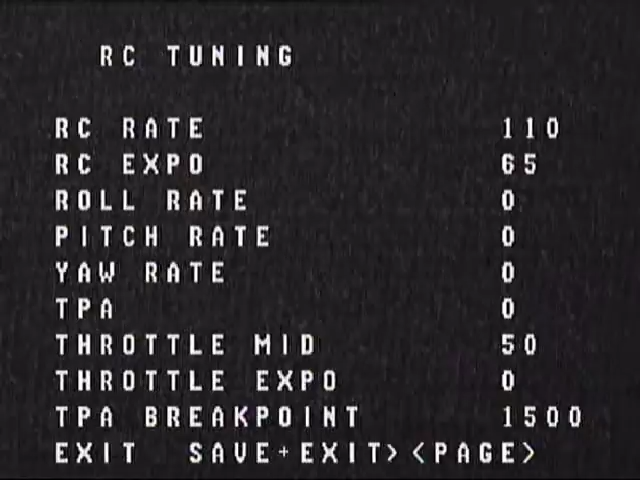 RC TUNING
RC RATE 110
RC EXPO 65
ROLL RATE 0
PITCH RATE 0
YAW RATE 0
TPA 0
THROTTLE MID 50
THROTTLE EXPO 0
TPA BREAKPOINT 1500
EXIT SAVE+EXIT> <PAGE>